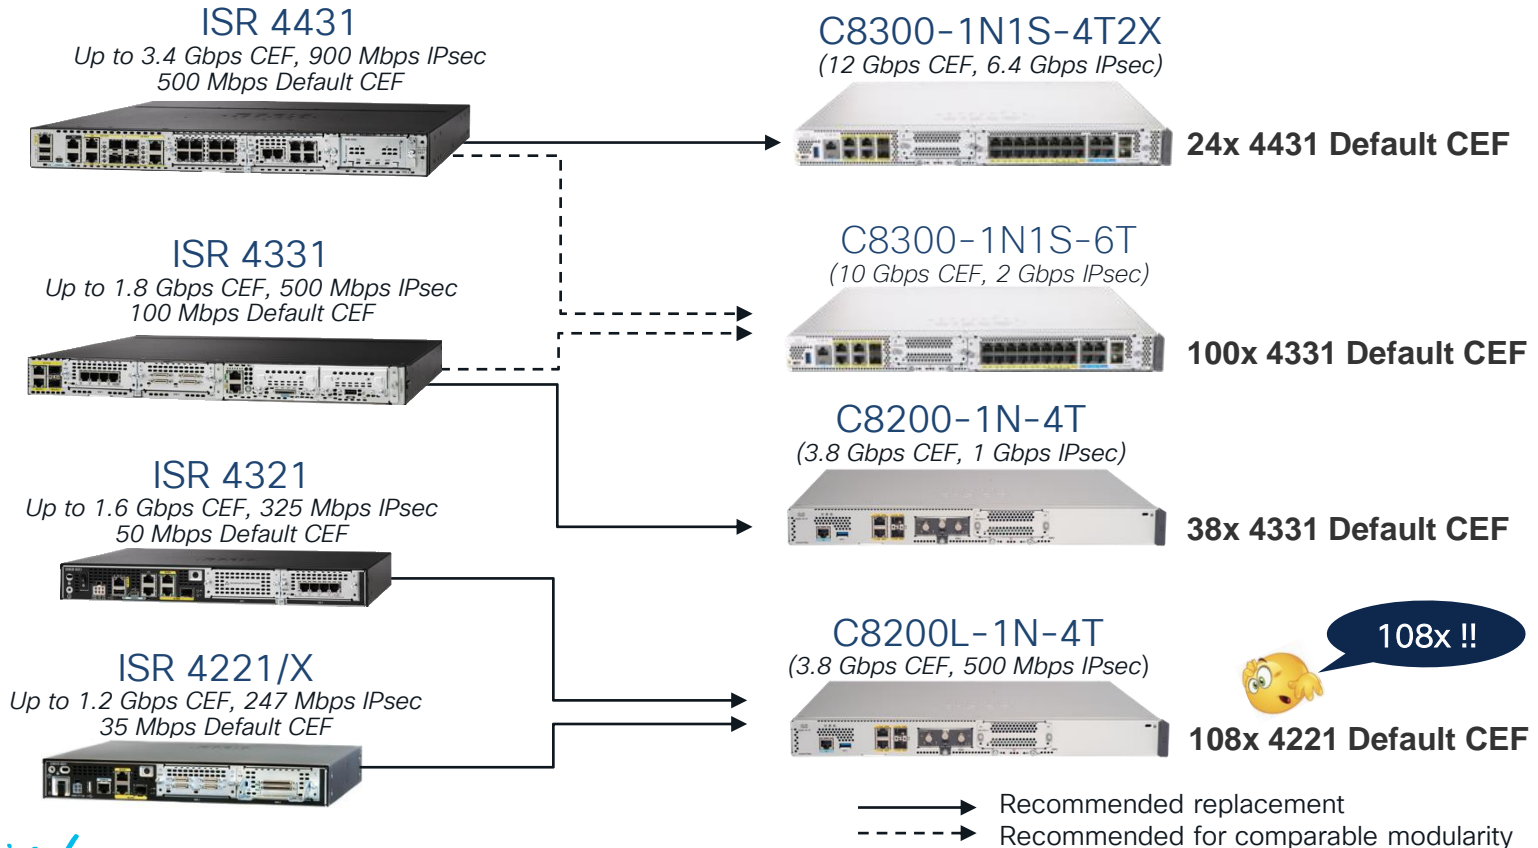 ISR 4431
Up to 3.4 Gbps CEF, 900 Mbps IPsec
500 Mbps Default CEF
C8300-1N1S-4T2X
(12 Gbps CEF, 6.4 Gbps IPsec)
24x 4431 Default CEF
ISR 4331
Up to 1.8 Gbps CEF, 500 Mbps IPsec
100 Mbps Default CEF
C8300-1N1S-6T
(10 Gbps CEF, 2 Gbps IPsec)
100x 4331 Default CEF
C8200-1N-4T
(3.8 Gbps CEF, 1 Gbps IPsec)
38x 4331 Default CEF
ISR 4321
Up to 1.6 Gbps CEF, 325 Mbps IPsec
50 Mbps Default CEF
ISR 4221/X
Up to 1.2 Gbps CEF, 247 Mbps IPsec
35 Mbps Default CEF
C8200L-1N-4T
(3.8 Gbps CEF, 500 Mbps IPsec)
108x !!
108x 4221 Default CEF
Recommended replacement
Recommended for comparable modularity